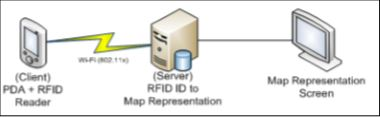 (Client)
PDA + RFID
Reader
Wi-Fi (802.11x)
(Server)
RFID ID to
Map Representation
Map Representation
Screen